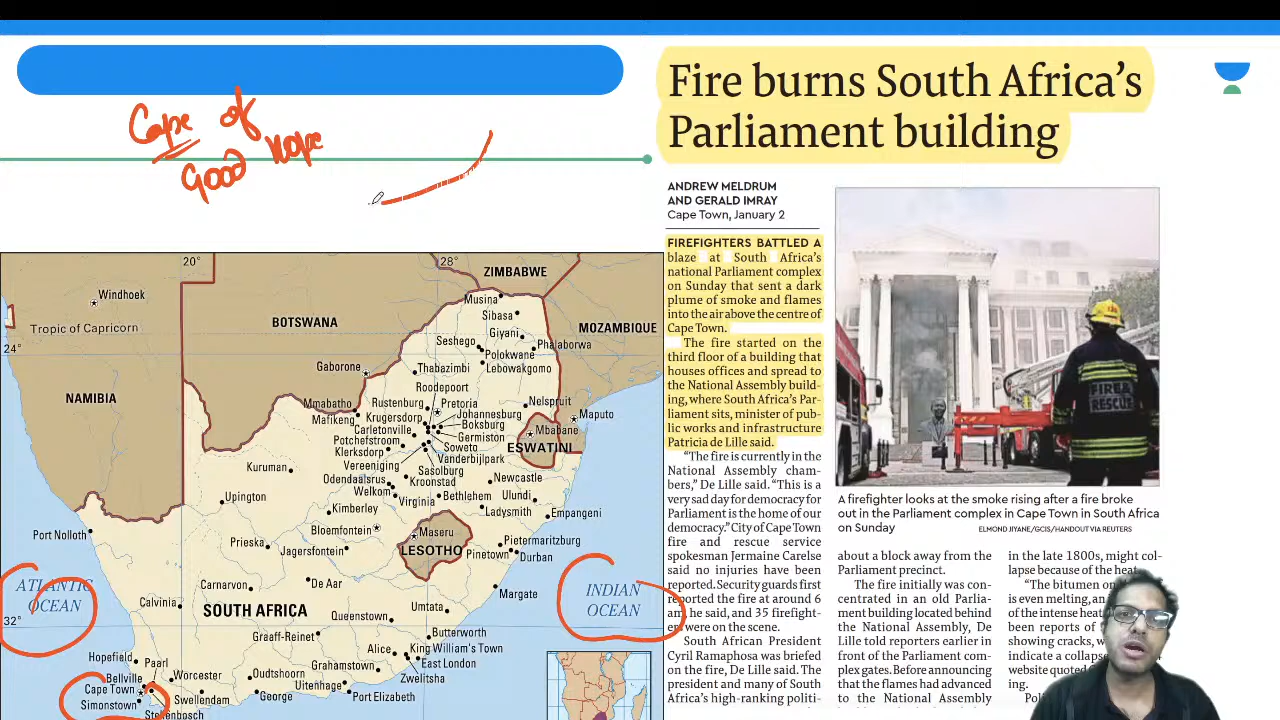 Cape of
Good Hope
20°
28°
ZIMBABWE
Musina
Windhoek
Sibasa
Tropic of Capricorn
BOTSWANA
MOZAMBIQUE
Giyani
Seshego
Phalaborwa
24°
Polokwane
Gaborone
Thabazimbi
Lebowakgomo
Roodepoort
NAMIBIA
Mmabatho
Rustenburg
Pretoria
Nelspruit
Krugersdorp
Johannesburg
Maputo
Mafikeng
Boksburg
Carletonville
Germiston
Mbabane
Potchefstroom
Soweto
ESWATINI
Klerksdorp
Vanderbijlpark
Vereeniging
Kuruman
Sasolburg
Odendaalsrus
Kroonstad
Newcastle
Welkom
Bethlehem
Ulundi
Upington
Virginia
Kimberley
Ladysmith
Empangeni
Port Nolloth
Bloemfontein
Maseru
Prieska
Pietermaritzburg
Jagersfontein
LESOTHO
Pinetown
Durban
ATLANTIC
OCEAN
Carnarvon
De Aar
Margate
INDIAN
OCEAN
Calvinia
SOUTH AFRICA
Umtata
32°
Queenstown
Graaff-Reinet
Butterworth
Hopefield
Alice
King William's Town
Paarl
Grahamstown
East London
Bellville
Worcester
Oudtshoorn
Zwelitsha
Cape Town
Uitenhage
Simonstown
Swellendam
George
Port Elizabeth
Stellenbosch
Fire burns South Africa’s
Parliament building
ANDREW MELDRUM
AND GERALD IMRAY
Cape Town, January 2
FIREFIGHTERS BATTLED A
blaze at South Africa’s
national Parliament complex
on Sunday that sent a dark
plume of smoke and flames
into the air above the centre of
Cape Town.
The fire started on the
third floor of a building that
houses offices and spread to
the National Assembly build-
ing, where South Africa’s Par-
liament sits, minister of pub-
lic works and infrastructure
Patricia de Lille said.
“The fire is currently in the
National Assembly cham-
bers,” De Lille said. “This is a
very sad day for democracy for
Parliament is the home of our
democracy.” City of Cape Town
fire and rescue service
spokesman Jermaine Carelse
said no injuries have been
reported. Security guards first
reported the fire at around 6
am, he said, and 35 firefight-
ers were on the scene.
South African President
Cyril Ramaphosa was briefed
on the fire, De Lille said. The
president and many of South
Africa’s high-ranking politi-
FIRE &
RESCUE
A firefighter looks at the smoke rising after a fire broke
out in the Parliament complex in Cape Town in South Africa
on Sunday
ELMOND JIYANE/GCIS/HANDOUT VIA REUTERS
about a block away from the
Parliament precinct.
The fire initially was con-
centrated in an old Parlia-
ment building located behind
the National Assembly, De
Lille told reporters earlier in
front of the Parliament com-
plex gates. Before announcing
that the flames had advanced
to the National Assembly
in the late 1800s, might col-
lapse because of the heat.
“The bitumen on
is even melting, an
of the intense heat
been reports of
showing cracks, w
indicate a collaps
website quoted
ing.